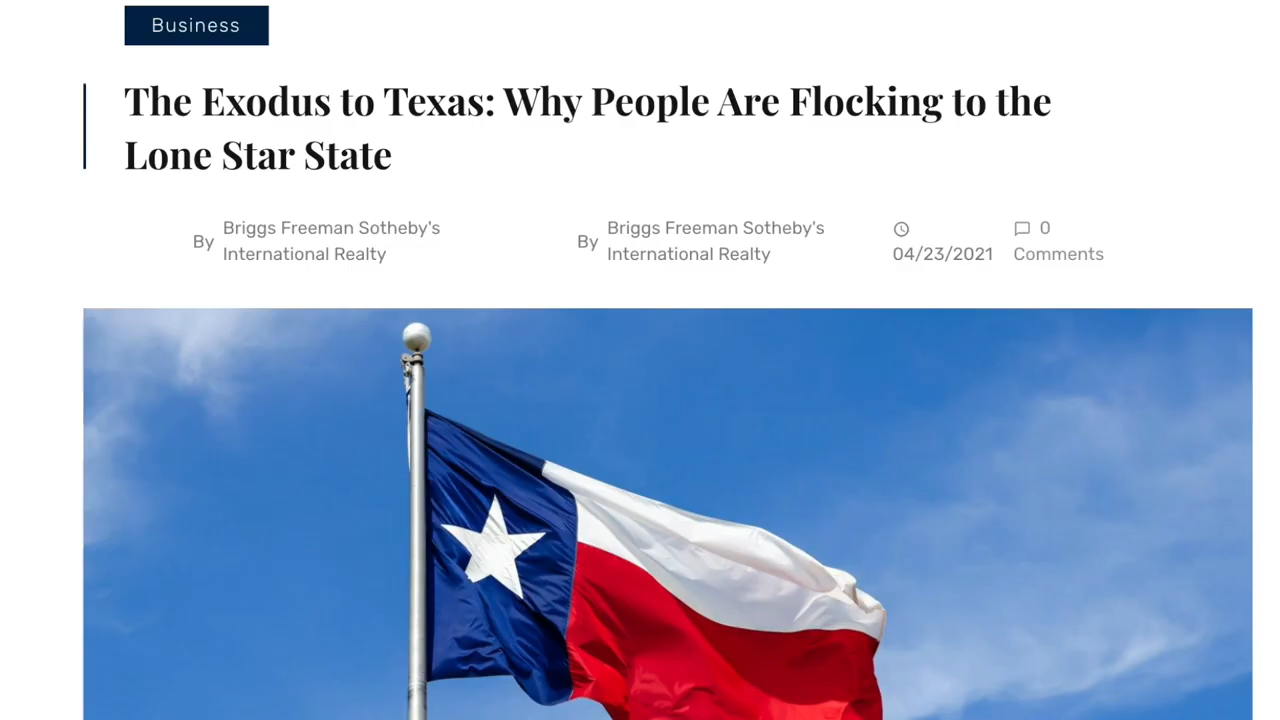 Business
The Exodus to Texas: Why People Are Flocking to the
Lone Star State
By Briggs Freeman Sotheby's
International Realty
By Briggs Freeman Sotheby's
International Realty
04/23/2021
0
Comments